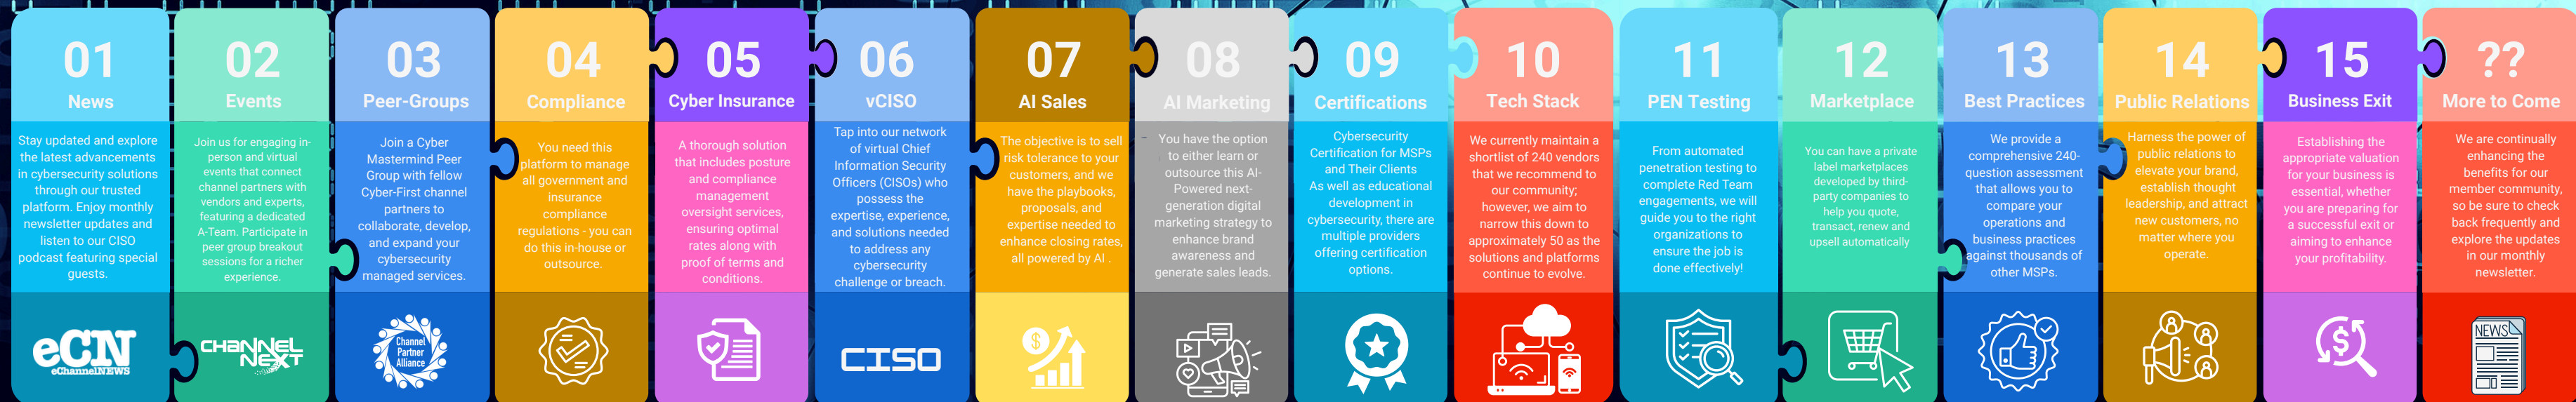 01
News
Stay updated and explore
the latest advancements
in cybersecurity solutions
through our trusted
platform. Enjoy monthly
newsletter updates and
listen to our CISO
podcast featuring special
guests.
eCN
eChannelNEWS
02
Events
Join us for engaging in-
person and virtual
events that connect
channel partners with
vendors and experts,
featuring a dedicated
A-Team. Participate in
peer group breakout
sessions for a richer
experience.
CHANNEL
NEXT
03
Peer-Groups
Join a Cyber
Mastermind Peer
Group with fellow
Cyber-First channel
partners to
collaborate, develop,
and expand your
cybersecurity
managed services.
Channel
Partner
Alliance
04
Compliance
You need this
platform to manage
all government and
insurance
compliance
regulations - you can
do this in-house or
outsource.
05
Cyber Insurance
A thorough solution
that includes posture
and compliance
management
oversight services,
ensuring optimal
rates along with
proof of terms and
conditions.
06
vCISO
Tap into our network
of virtual Chief
Information Security
Officers (CISOs) who
possess the
expertise, experience,
and solutions needed
to address any
cybersecurity
challenge or breach.
CISO
07
AI Sales
The objective is to sell
risk tolerance to your
customers, and we
have the playbooks,
proposals, and
expertise needed to
enhance closing rates,
all powered by AI .
08
AI Marketing
You have the option
to either learn or
outsource this AI-
Powered next-
generation digital
marketing strategy to
enhance brand
awareness and
generate sales leads.
09
Certifications
Cybersecurity
Certification for MSPs
and Their Clients
As well as educational
development in
cybersecurity, there are
multiple providers
offering certification
options.
10
Tech Stack
We currently maintain a
shortlist of 240 vendors
that we recommend to
our community;
however, we aim to
narrow this down to
approximately 50 as the
solutions and platforms
continue to evolve.
11
PEN Testing
From automated
penetration testing to
complete Red Team
engagements, we will
guide you to the right
organizations to
ensure the job is
done effectively!
12
Marketplace
You can have a private
label marketplaces
developed by third-
party companies to
help you quote,
transact, renew and
upsell automatically
13
Best Practices
We provide a
comprehensive 240-
question assessment
that allows you to
compare your
operations and
business practices
against thousands of
other MSPs.
14
Public Relations
Harness the power of
public relations to
elevate your brand,
establish thought
leadership, and attract
new customers, no
matter where you
operate.
15
Business Exit
Establishing the
appropriate valuation
for your business is
essential, whether
you are preparing for
a successful exit or
aiming to enhance
your profitability.
??
More to Come
We are continually
enhancing the
benefits for our
member community,
so be sure to check
back frequently and
explore the updates
in our monthly
newsletter.
NEWS